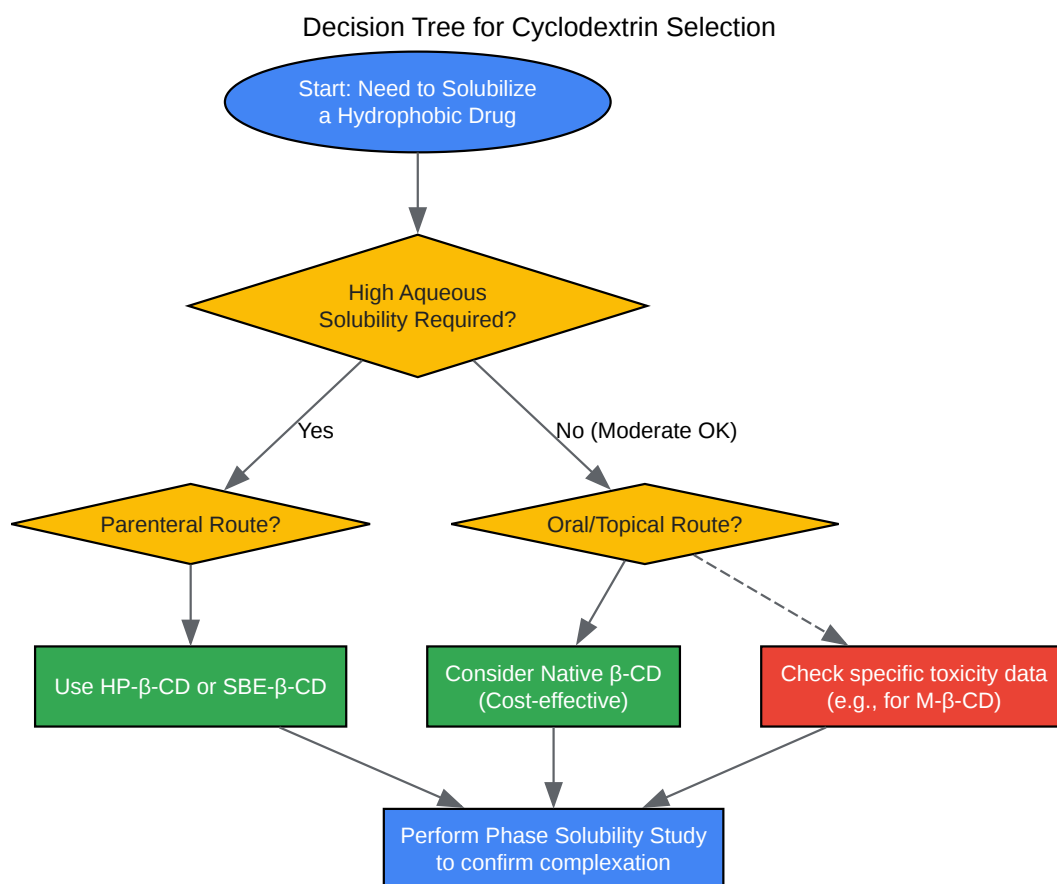 Decision Tree for Cyclodextrin Selection
Start: Need to Solubilize
a Hydrophobic Drug
High Aqueous
Solubility Required?
Yes
No (Moderate OK)
Parenteral Route?
Oral/Topical Route?
Use HP-β-CD or SBE-β-CD
Consider Native β-CD
(Cost-effective)
Check specific toxicity data
(e.g., for M-β-CD)
Perform Phase Solubility Study
to confirm complexation